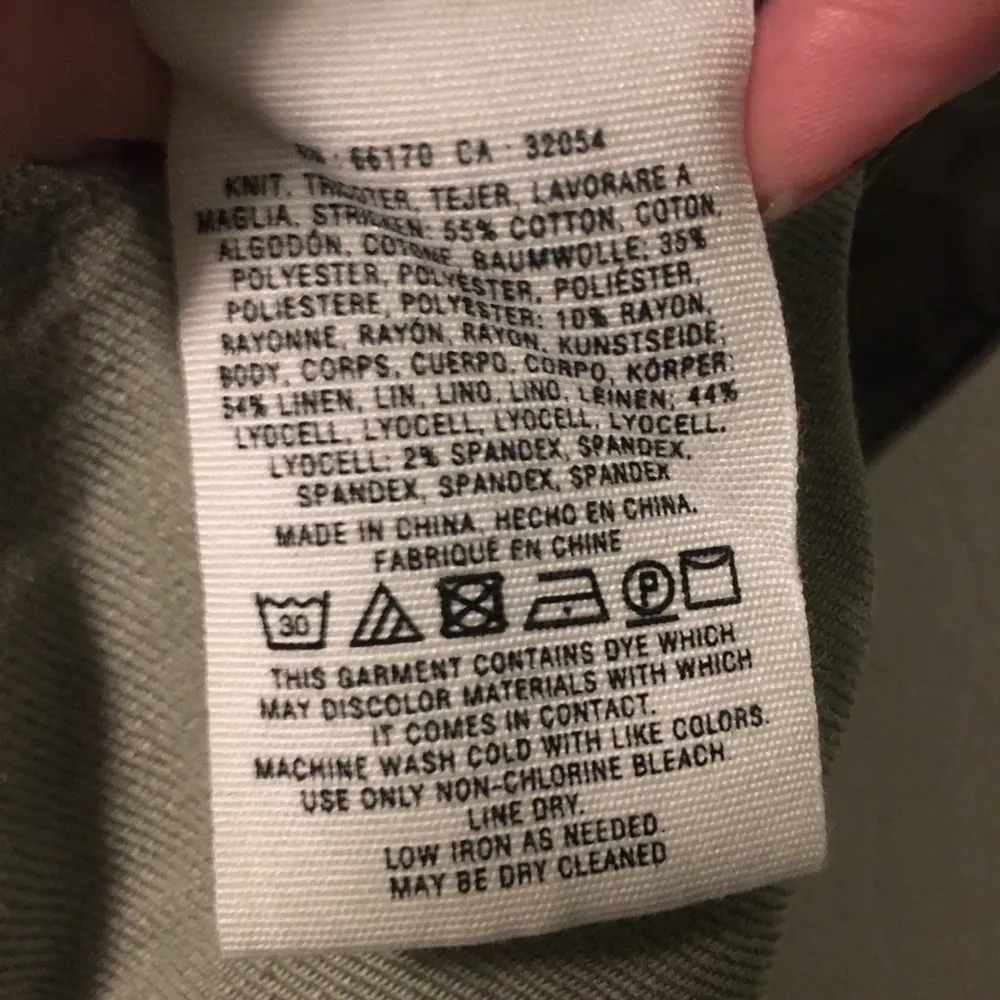 66170 CA · 32054
KNIT, TRICOTER, TEJER, LAVORARE A
MAGLIA, STRICKEN: 55% COTTON, COTON,
ALGODÓN, COTONE, BAUMWOLLE; 35%
POLYESTER, POLYESTER, POLIÉSTER,
POLIESTERE, POLYESTER; 10% RAYON,
RAYONNE, RAYÓN, RAYON, KUNSTSEIDE,
BODY, CORPS, CUERPO, CORPO, KÖRPER:
54% LINEN, LIN, LINO, LINO, LEINEN; 44%
LYOCELL, LYOCELL, LYOCELL, LYOCELL,
LYOCELL; 2% SPANDEX, SPANDEX,
SPANDEX, SPANDEX, SPANDEX
MADE IN CHINA, HECHO EN CHINA,
FABRIQUÉ EN CHINE
30 P
THIS GARMENT CONTAINS DYE WHICH
MAY DISCOLOR MATERIALS WITH WHICH
IT COMES IN CONTACT.
MACHINE WASH COLD WITH LIKE COLORS.
USE ONLY NON-CHLORINE BLEACH.
LINE DRY.
LOW IRON AS NEEDED.
MAY BE DRY CLEANED